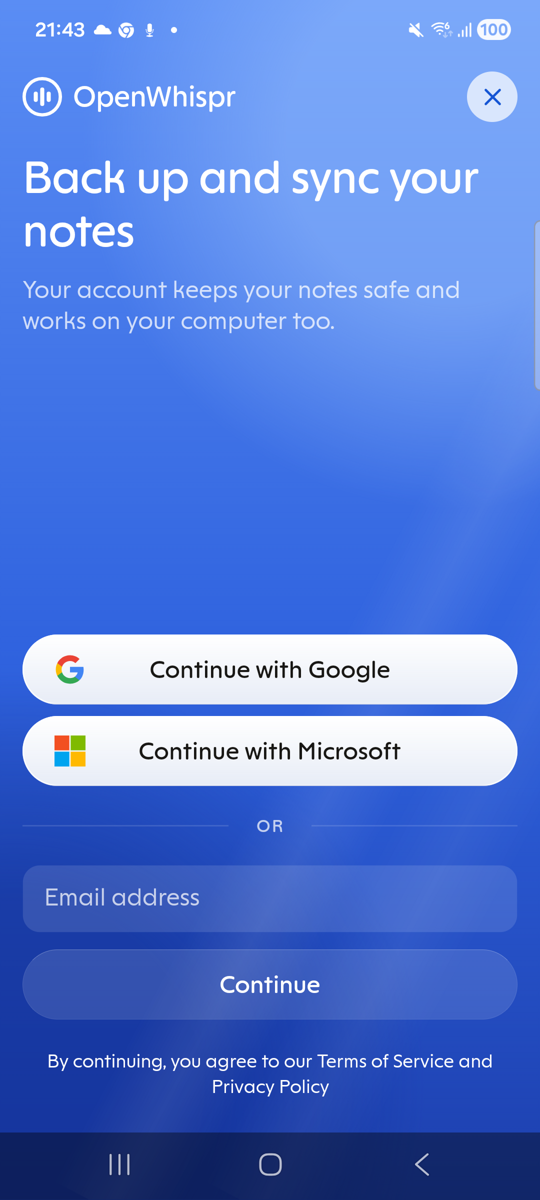 21:43
100
OpenWhispr
Back up and sync your
notes
Your account keeps your notes safe and
works on your computer too.
Continue with Google
Continue with Microsoft
OR
Email address
Continue
By continuing, you agree to our Terms of Service and
Privacy Policy